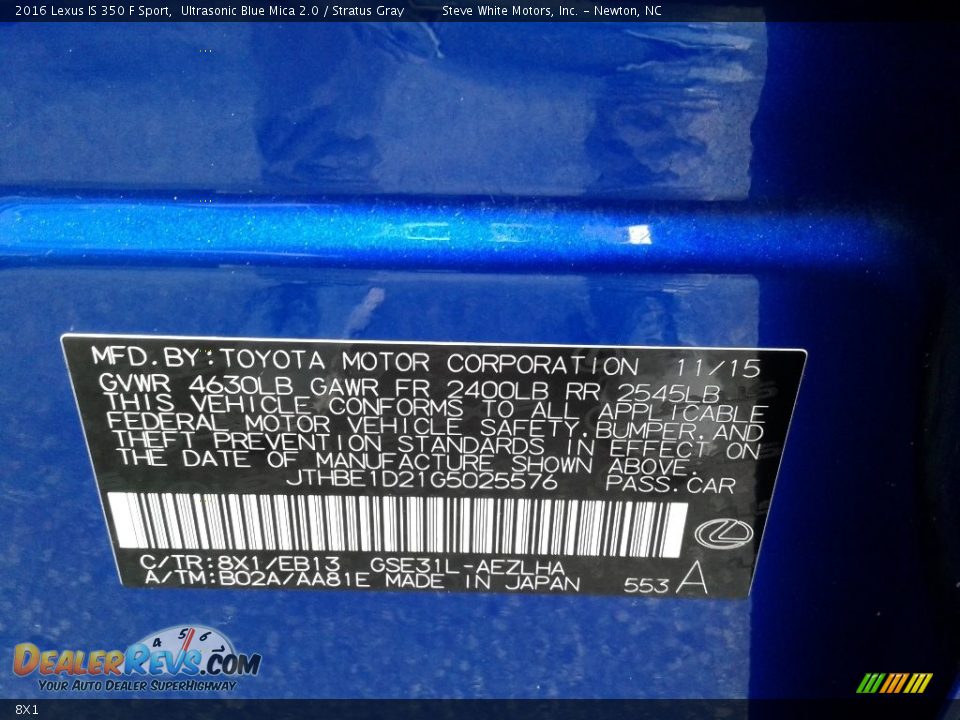 2016 Lexus IS 350 F Sport, Ultrasonic Blue Mica 2.0 / Stratus Gray Steve White Motors, Inc. - Newton, NC
MFD. BY: TOYOTA MOTOR CORPORATION 11/15
GVWR 4630LB GAWR FR 2400LB RR 2545LB
THIS VEHICLE CONFORMS TO ALL APPLICABLE
FEDERAL MOTOR VEHICLE SAFETY, BUMPER, AND
THEFT PREVENTION STANDARDS IN EFFECT ON
THE DATE OF MANUFACTURE SHOWN ABOVE.
JTHBE1D21G5025576 PASS. CAR
C/TR: 8X1/EB13 GSE31L-AEZLHA
A/TM: B02A/AA81E MADE IN JAPAN 553 A
4 5 6 7
DEALERREVS.COM
YOUR AUTO DEALER SUPERHIGHWAY
8X1